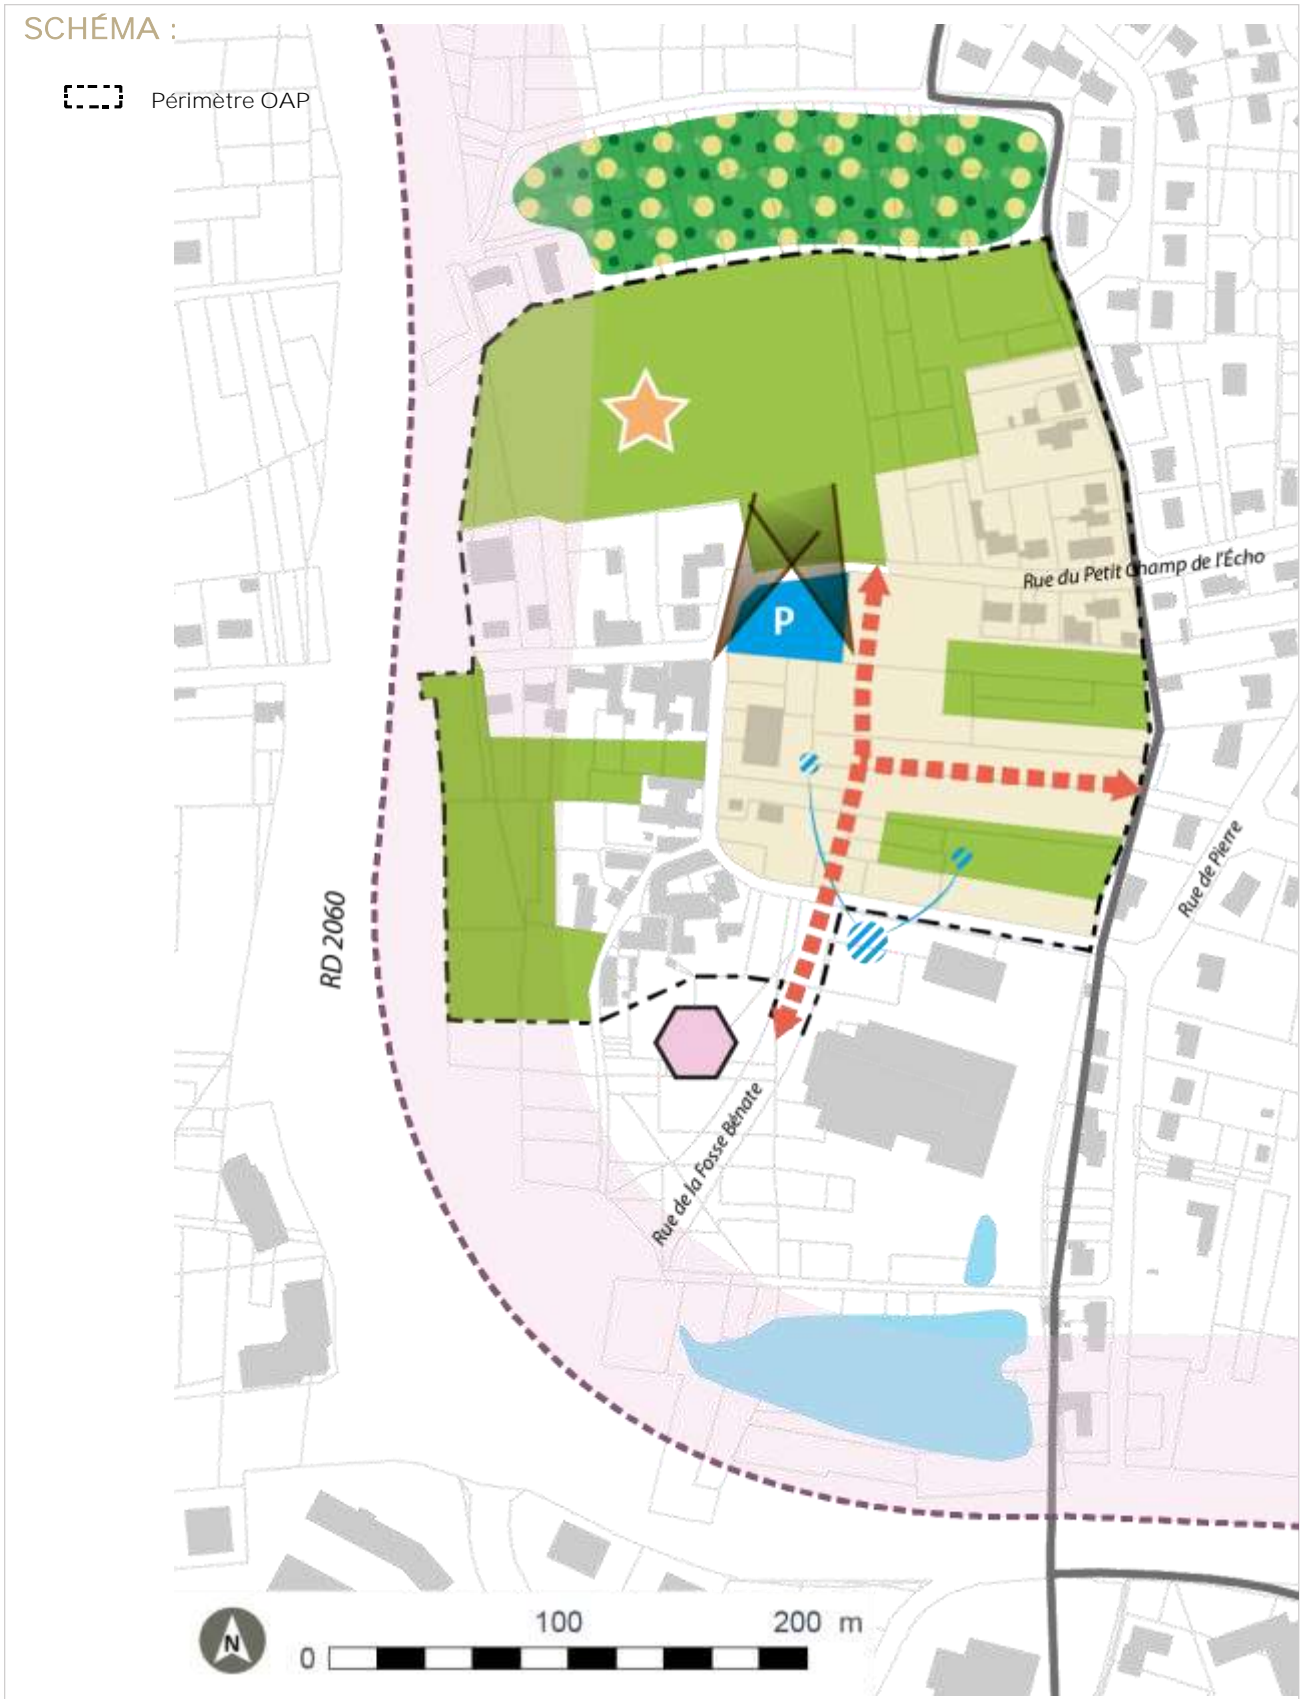 SCHÉMA :
Périmètre OAP
Rue du Petit Champ de l'Écho
P
Rue de Pierre
RD 2060
Rue de la Fosse Bénate
N
0 100 200 m